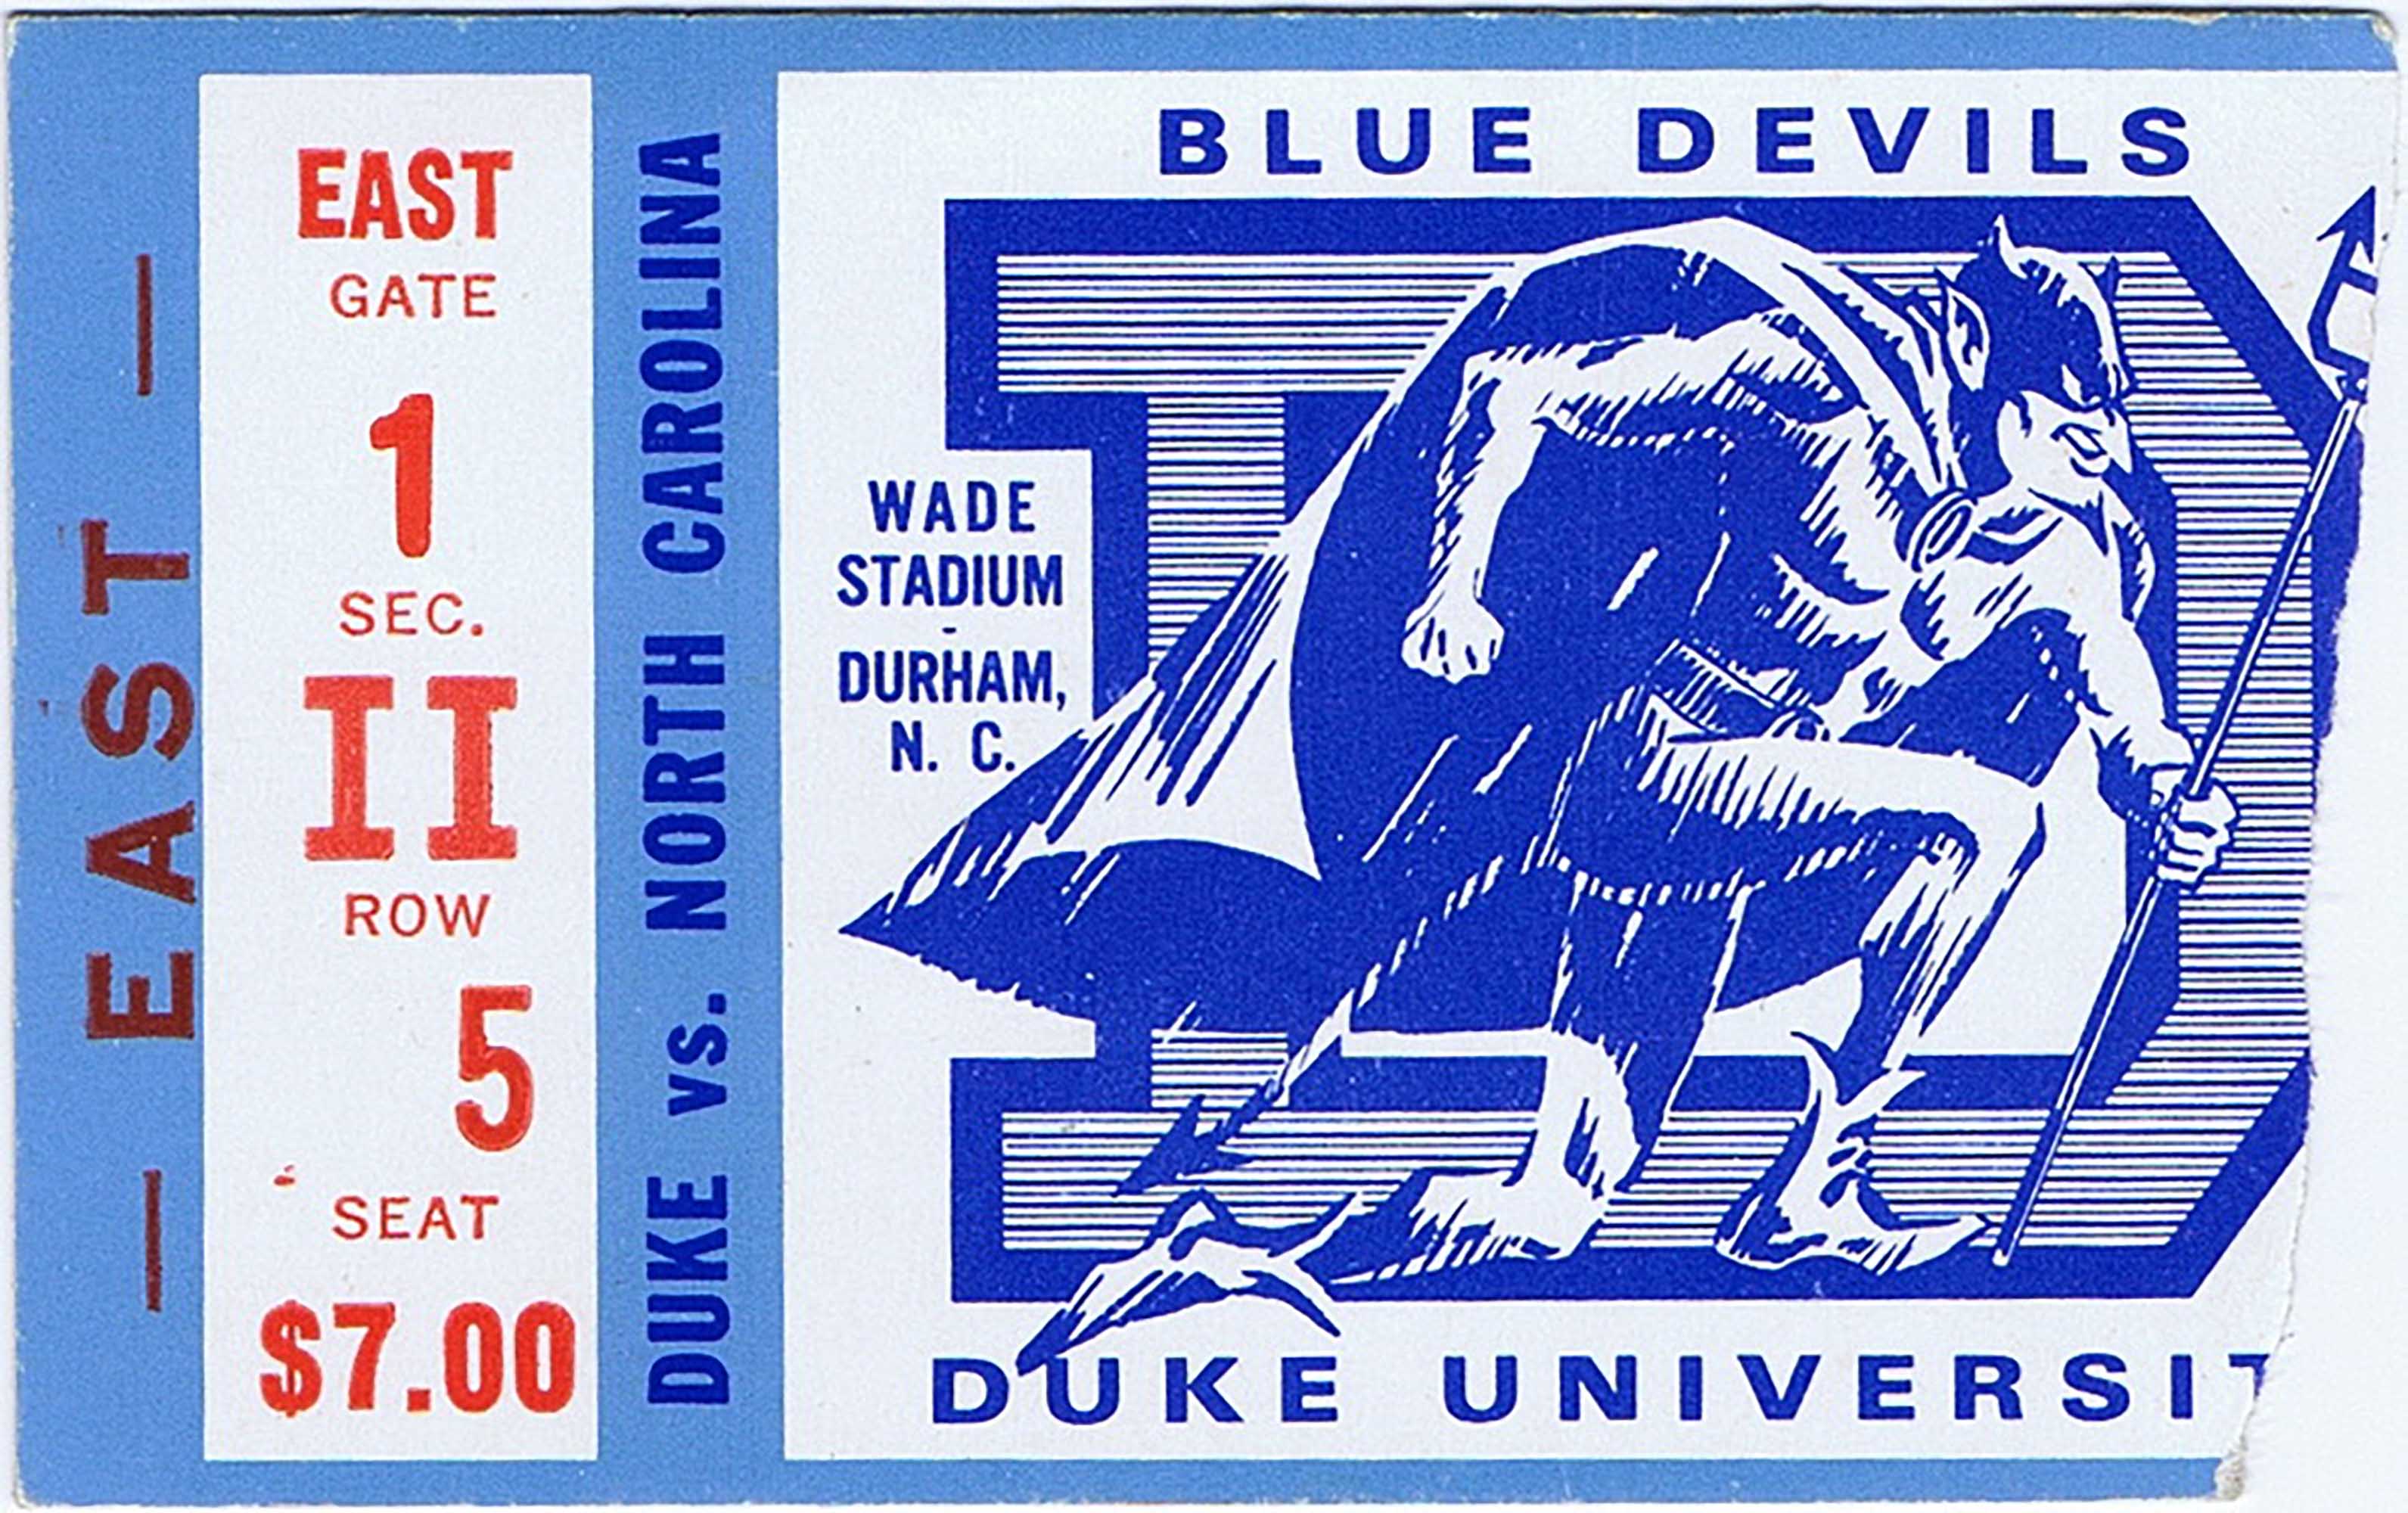 — EAST —
EAST
GATE
1
SEC.
II
ROW
5
SEAT
$7.00
DUKE vs. NORTH CAROLINA
BLUE DEVILS
WADE
STADIUM
-
DURHAM,
N. C.
DUKE UNIVERSIT